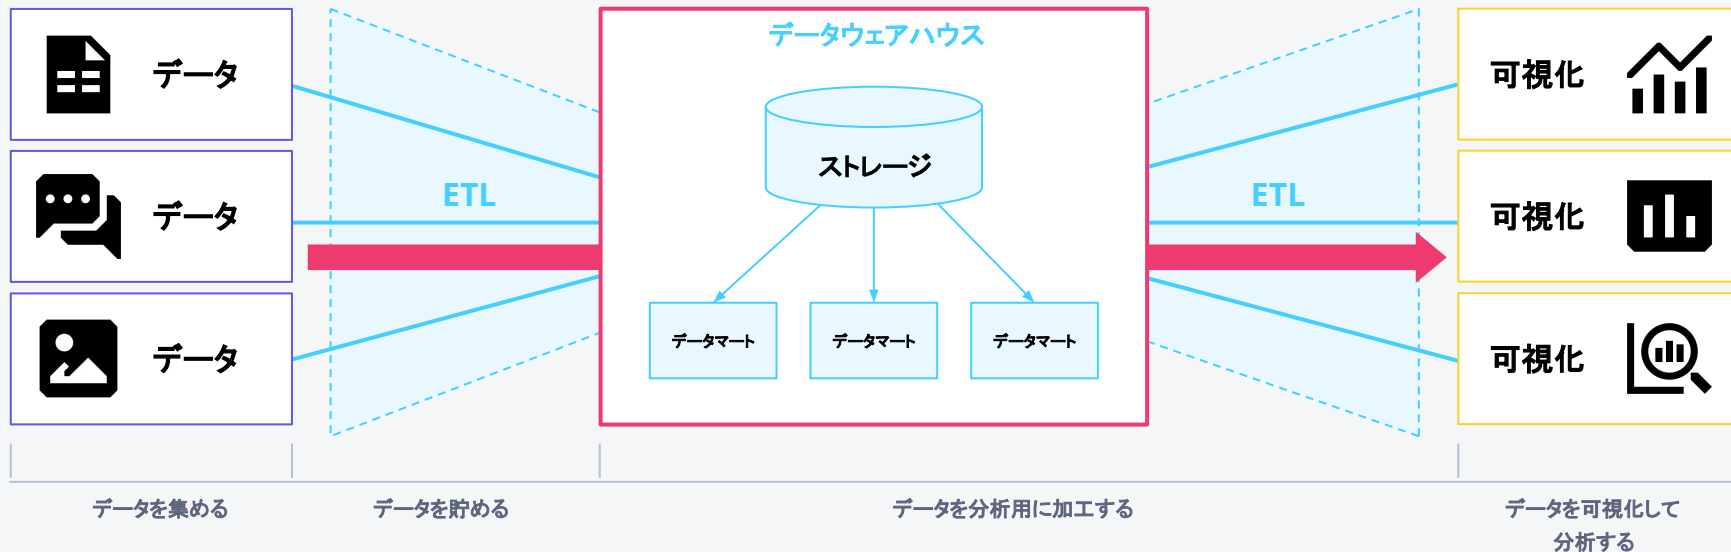 データ
データ
データ
ETL
データウェアハウス
ストレージ
データマート
データマート
データマート
ETL
可視化
可視化
可視化
データを集める
データを貯める
データを分析用に加工する
データを可視化して
分析する